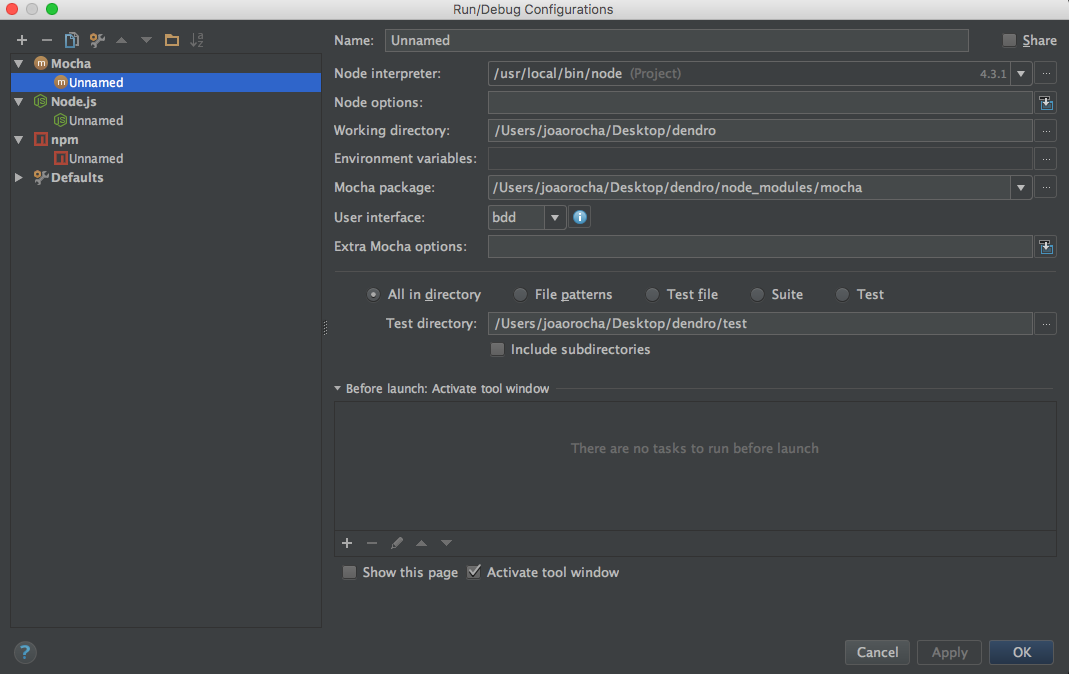 Run/Debug Configurations
Mocha
Unnamed
Node.js
Unnamed
npm
Unnamed
Defaults
Name: Unnamed Share
Node interpreter: /usr/local/bin/node (Project) 4.3.1
Node options:
Working directory: /Users/joaorocha/Desktop/dendro
Environment variables:
Mocha package: /Users/joaorocha/Desktop/dendro/node_modules/mocha
User interface: bdd
Extra Mocha options:
All in directory File patterns Test file Suite Test
Test directory: /Users/joaorocha/Desktop/dendro/test
Include subdirectories
Before launch: Activate tool window
There are no tasks to run before launch
Show this page Activate tool window
? Cancel Apply OK